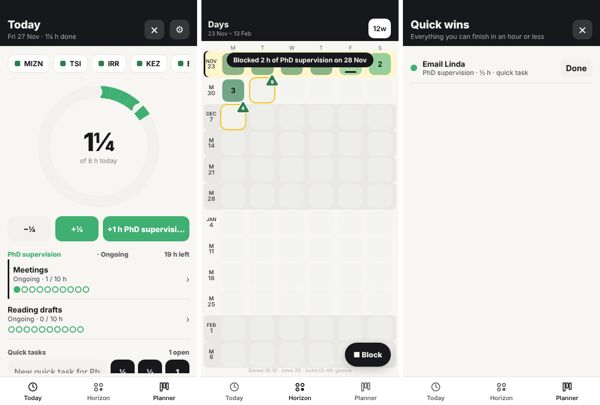 Today
Fri 27 Nov · 1¼ h done
MIZN
TSI
IRR
KEZ
1¼
of 8 h today
−¼
+¼
+1 h PhD supervisi…
PhD supervision · Ongoing 19 h left
Meetings
Ongoing · 1 / 10 h
Reading drafts
Ongoing · 0 / 10 h
Quick tasks 1 open
New quick task for Ph
¼ ½ 1
Today Horizon Planner
Days
23 Nov – 13 Feb
12w
M T W T F S
Blocked 2 h of PhD supervision on 28 Nov
NOV
23
2
M
30
3
DEC
7
M
14
M
21
M
28
JAN
4
M
11
M
18
M
25
FEB
1
M
8
Block
Today Horizon Planner
Quick wins
Everything you can finish in an hour or less
Email Linda
PhD supervision · ½ h · quick task
Done
Today Horizon Planner